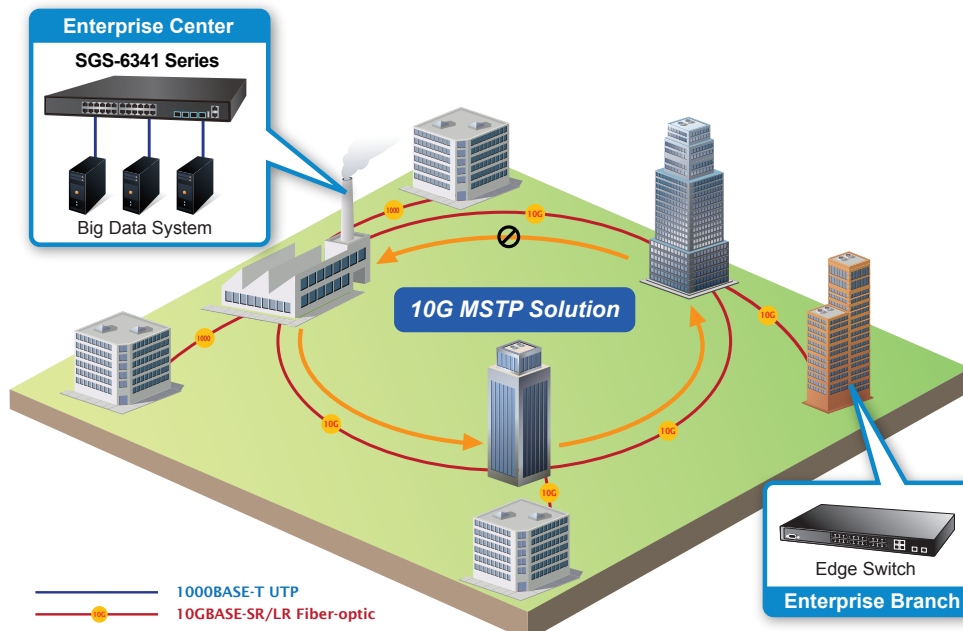 Enterprise Center
SGS-6341 Series
Big Data System
1000
10G
10G MSTP Solution
10G
1000
10G
10G
10G
Edge Switch
Enterprise Branch
1000BASE-T UTP
10G
10GBASE-SR/LR Fiber-optic